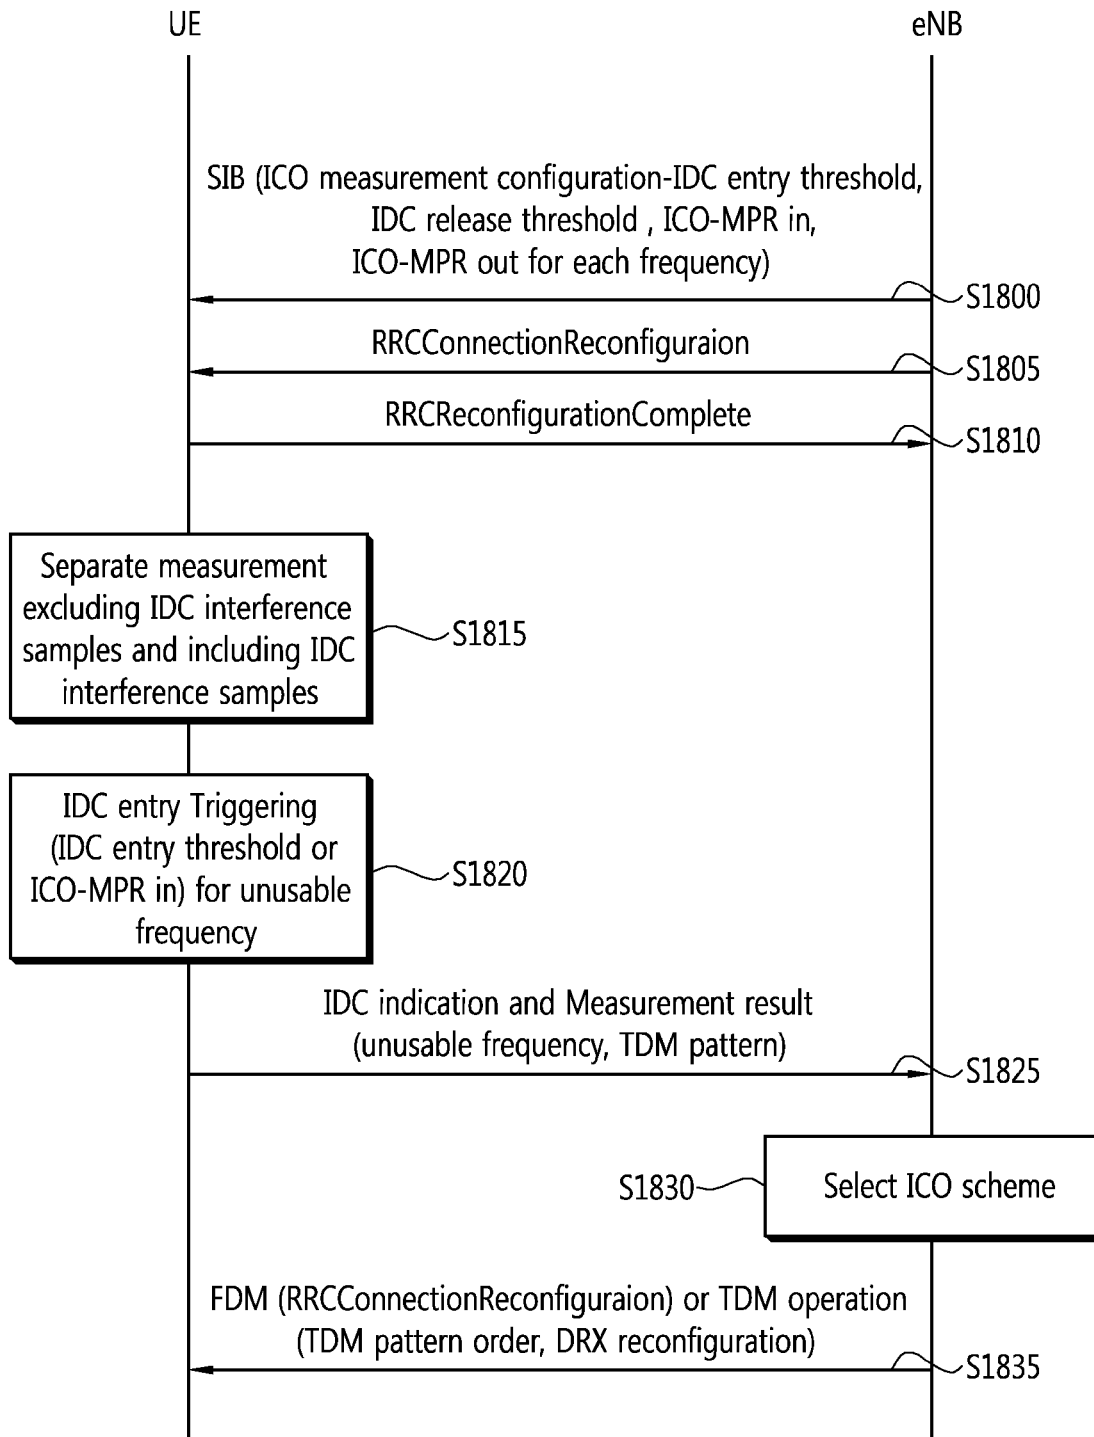 UE
eNB
SIB (ICO measurement configuration-IDC entry threshold,
IDC release threshold , ICO-MPR in,
ICO-MPR out for each frequency)
S1800
RRCConnectionReconfiguraion
S1805
RRCReconfigurationComplete
S1810
Separate measurement
excluding IDC interference
samples and including IDC
interference samples
S1815
IDC entry Triggering
(IDC entry threshold or
ICO-MPR in) for unusable
frequency
S1820
IDC indication and Measurement result
(unusable frequency, TDM pattern)
S1825
S1830
Select ICO scheme
FDM (RRCConnectionReconfiguraion) or TDM operation
(TDM pattern order, DRX reconfiguration)
S1835